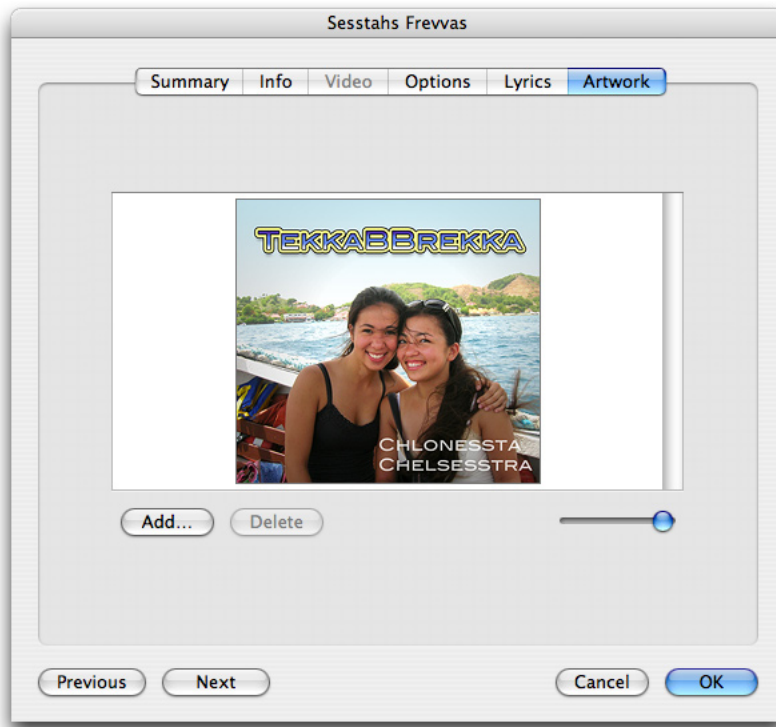 Sesstahs Frevvas
Summary Info Video Options Lyrics Artwork
TEKKABBREKKA
CHLONESSTA
CHELSESSTRA
Add... Delete
Previous Next Cancel OK